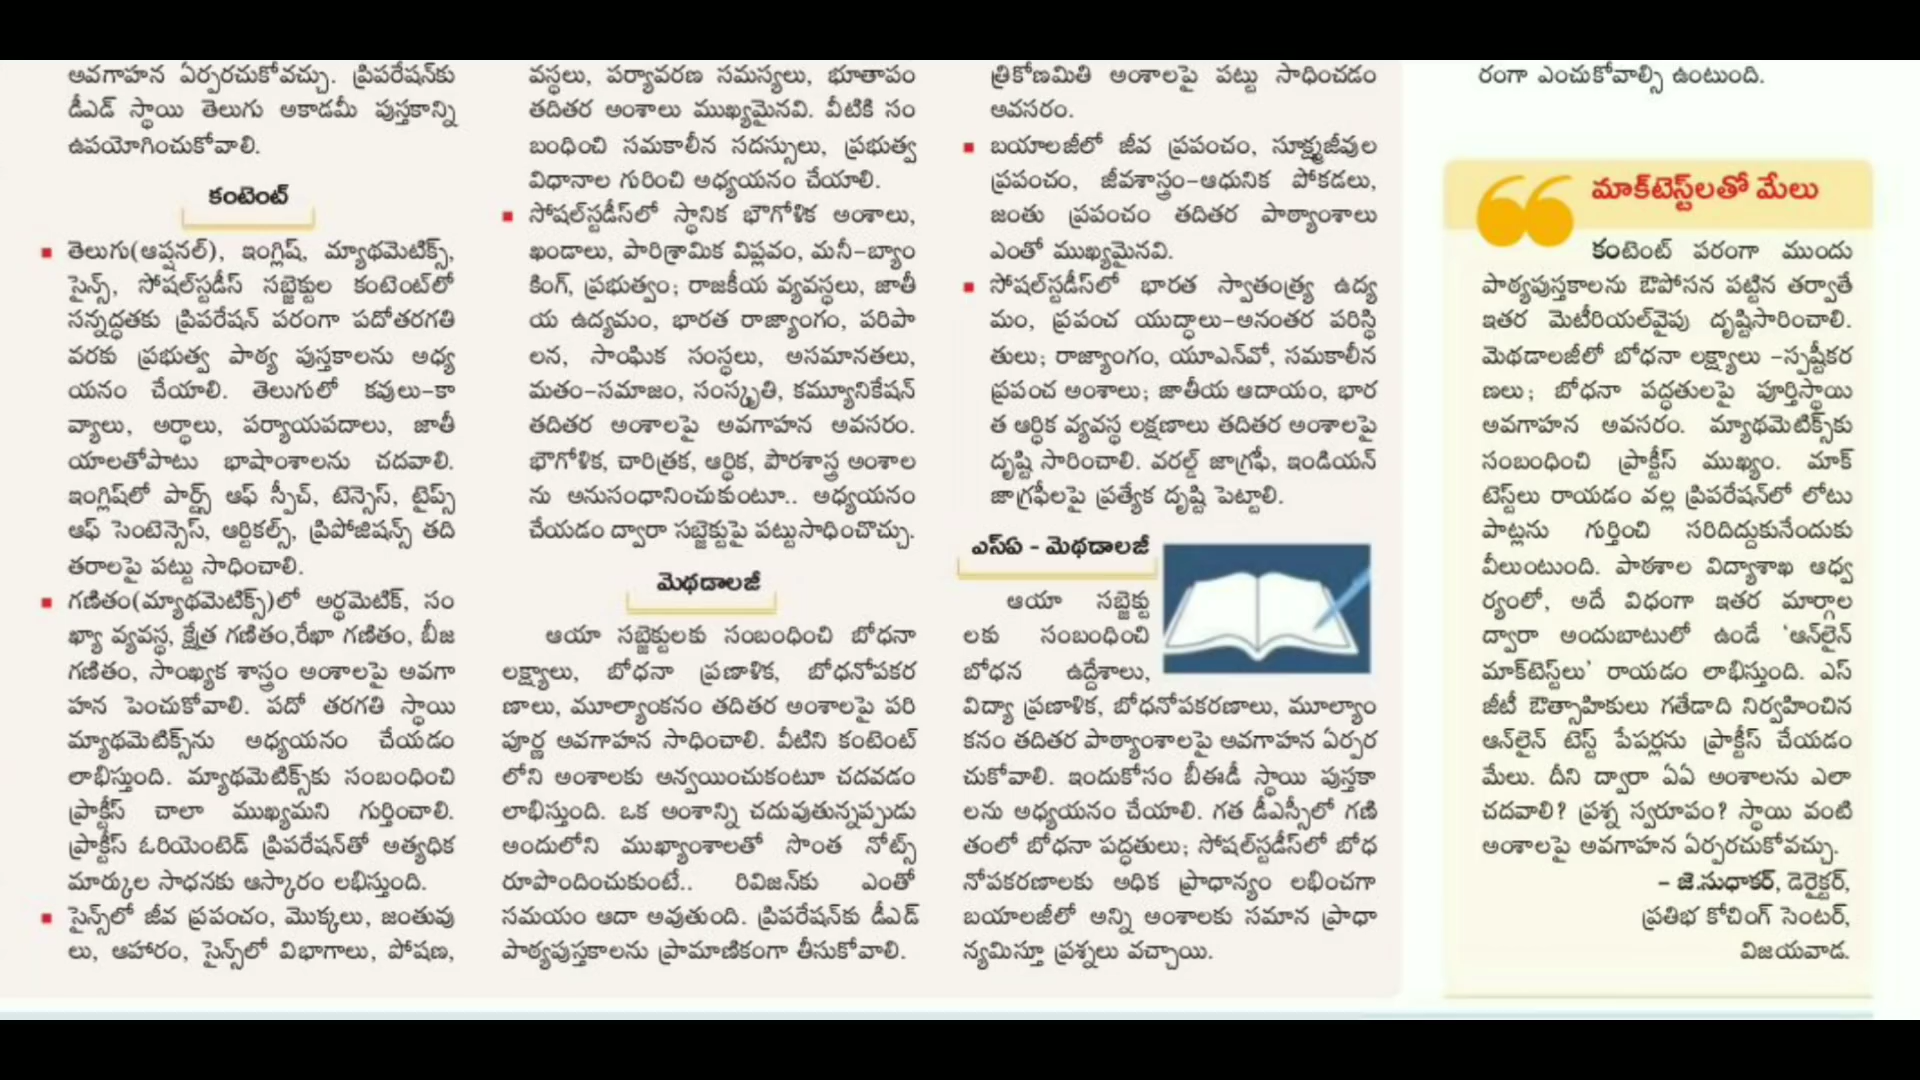 అవగాహన ఏర్పరచుకోవచ్చు. ప్రిపరేషన్‌కు
డీఎడ్ స్థాయి తెలుగు అకాడమీ పుస్తకాన్ని
ఉపయోగించుకోవాలి.
కంటెంట్
తెలుగు(ఆప్షనల్), ఇంగ్లిష్, మ్యాథమెటిక్స్,
సైన్స్, సోషల్‌స్టడీస్ సబ్జెక్టుల కంటెంట్‌లో
సన్నద్ధతకు ప్రిపరేషన్ పరంగా పదోతరగతి
వరకు ప్రభుత్వ పాఠ్య పుస్తకాలను అధ్య
యనం చేయాలి. తెలుగులో కవులు-కా
వ్యాలు, అర్థాలు, పర్యాయపదాలు, జాతీ
యాలతోపాటు భాషాంశాలను చదవాలి.
ఇంగ్లిష్‌లో పార్ట్స్ ఆఫ్ స్పీచ్, టెన్సెస్, టైప్స్
ఆఫ్ సెంటెన్సెస్, ఆర్టికల్స్, ప్రిపోజిషన్స్ తది
తరాలపై పట్టు సాధించాలి.
గణితం(మ్యాథమెటిక్స్)లో అర్థమెటిక్, సం
ఖ్యా వ్యవస్థ, క్షేత్ర గణితం,రేఖా గణితం, బీజ
గణితం, సాంఖ్యక శాస్త్రం అంశాలపై అవగా
హన పెంచుకోవాలి. పదో తరగతి స్థాయి
మ్యాథమెటిక్స్‌ను అధ్యయనం చేయడం
లాభిస్తుంది. మ్యాథమెటిక్స్‌కు సంబంధించి
ప్రాక్టీస్ చాలా ముఖ్యమని గుర్తించాలి.
ప్రాక్టీస్ ఓరియెంటెడ్ ప్రిపరేషన్‌తో అత్యధిక
మార్కుల సాధనకు ఆస్కారం లభిస్తుంది.
సైన్స్‌లో జీవ ప్రపంచం, మొక్కలు, జంతువు
లు, ఆహారం, సైన్స్‌లో విభాగాలు, పోషణ,
వస్థలు, పర్యావరణ సమస్యలు, భూతాపం
తదితర అంశాలు ముఖ్యమైనవి. వీటికి సం
బంధించి సమకాలీన సదస్సులు, ప్రభుత్వ
విధానాల గురించి అధ్యయనం చేయాలి.
సోషల్‌స్టడీస్‌లో స్థానిక భౌగోళిక అంశాలు,
ఖండాలు, పారిశ్రామిక విప్లవం, మనీ-బ్యాం
కింగ్, ప్రభుత్వం; రాజకీయ వ్యవస్థలు, జాతీ
య ఉద్యమం, భారత రాజ్యాంగం, పరిపా
లన, సాంఘిక సంస్థలు, అసమానతలు,
మతం-సమాజం, సంస్కృతి, కమ్యూనికేషన్
తదితర అంశాలపై అవగాహన అవసరం.
భౌగోళిక, చారిత్రక, ఆర్థిక, పౌరశాస్త్ర అంశాల
ను అనుసంధానించుకుంటూ.. అధ్యయనం
చేయడం ద్వారా సబ్జెక్టుపై పట్టుసాధించొచ్చు.
మెథడాలజీ
ఆయా సబ్జెక్టులకు సంబంధించి బోధనా
లక్ష్యాలు, బోధనా ప్రణాళిక, బోధనోపకర
ణాలు, మూల్యాంకనం తదితర అంశాలపై పరి
పూర్ణ అవగాహన సాధించాలి. వీటిని కంటెంట్
లోని అంశాలకు అన్వయించుకంటూ చదవడం
లాభిస్తుంది. ఒక అంశాన్ని చదువుతున్నప్పుడు
అందులోని ముఖ్యాంశాలతో సొంత నోట్స్
రూపొందించుకుంటే.. రివిజన్‌కు ఎంతో
సమయం ఆదా అవుతుంది. ప్రిపరేషన్‌కు డీఎడ్
పాఠ్యపుస్తకాలను ప్రామాణికంగా తీసుకోవాలి.
త్రికోణమితి అంశాలపై పట్టు సాధించడం
అవసరం.
బయాలజీలో జీవ ప్రపంచం, సూక్ష్మజీవుల
ప్రపంచం, జీవశాస్త్రం-ఆధునిక పోకడలు,
జంతు ప్రపంచం తదితర పాఠ్యాంశాలు
ఎంతో ముఖ్యమైనవి.
సోషల్‌స్టడీస్‌లో భారత స్వాతంత్ర్య ఉద్య
మం, ప్రపంచ యుద్ధాలు-అనంతర పరిస్థి
తులు; రాజ్యాంగం, యూఎన్‌వో, సమకాలీన
ప్రపంచ అంశాలు; జాతీయ ఆదాయం, భార
త ఆర్థిక వ్యవస్థ లక్షణాలు తదితర అంశాలపై
దృష్టి సారించాలి. వరల్డ్ జాగ్రఫీ, ఇండియన్
జాగ్రఫీలపై ప్రత్యేక దృష్టి పెట్టాలి.
ఎస్‌ఏ - మెథడాలజీ
ఆయా సబ్జెక్టు
లకు సంబంధించి
బోధన ఉద్దేశాలు,
విద్యా ప్రణాళిక, బోధనోపకరణాలు, మూల్యాం
కనం తదితర పాఠ్యాంశాలపై అవగాహన ఏర్పర
చుకోవాలి. ఇందుకోసం బీఈడీ స్థాయి పుస్తకా
లను అధ్యయనం చేయాలి. గత డీఎస్సీలో గణి
తంలో బోధనా పద్ధతులు; సోషల్‌స్టడీస్‌లో బోధ
నోపకరణాలకు అధిక ప్రాధాన్యం లభించగా
బయాలజీలో అన్ని అంశాలకు సమాన ప్రాధా
న్యమిస్తూ ప్రశ్నలు వచ్చాయి.
రంగా ఎంచుకోవాల్సి ఉంటుంది.
మాక్‌టెస్ట్‌లతో మేలు
కంటెంట్ పరంగా ముందు
పాఠ్యపుస్తకాలను ఔపోసన పట్టిన తర్వాతే
ఇతర మెటీరియల్‌వైపు దృష్టిసారించాలి.
మెథడాలజీలో బోధనా లక్ష్యాలు -స్పష్టీకర
ణలు; బోధనా పద్ధతులపై పూర్తిస్థాయి
అవగాహన అవసరం. మ్యాథమెటిక్స్‌కు
సంబంధించి ప్రాక్టీస్ ముఖ్యం. మాక్
టెస్ట్‌లు రాయడం వల్ల ప్రిపరేషన్‌లో లోటు
పాట్లను గుర్తించి సరిదిద్దుకునేందుకు
వీలుంటుంది. పాఠశాల విద్యాశాఖ ఆధ్వ
ర్యంలో, అదే విధంగా ఇతర మార్గాల
ద్వారా అందుబాటులో ఉండే 'ఆన్‌లైన్
మాక్‌టెస్ట్‌లు' రాయడం లాభిస్తుంది. ఎస్
జీటీ ఔత్సాహికులు గతేడాది నిర్వహించిన
ఆన్‌లైన్ టెస్ట్ పేపర్లను ప్రాక్టీస్ చేయడం
మేలు. దీని ద్వారా ఏఏ అంశాలను ఎలా
చదవాలి? ప్రశ్న స్వరూపం? స్థాయి వంటి
అంశాలపై అవగాహన ఏర్పరచుకోవచ్చు.
- జె.సుధాకర్, డైరెక్టర్,
ప్రతిభ కోచింగ్ సెంటర్,
విజయవాడ.